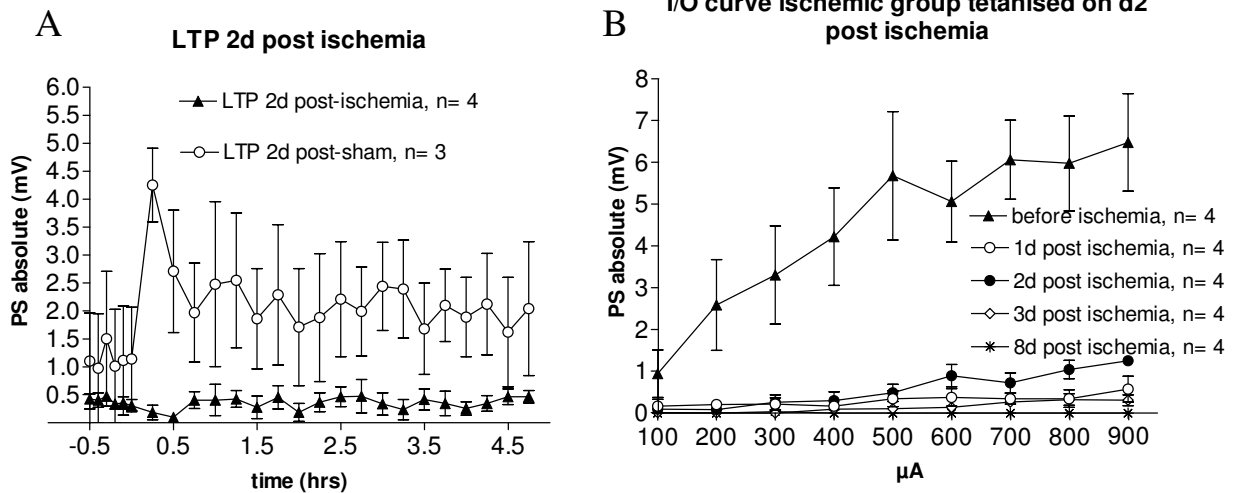 A
LTP 2d post ischemia
6.0
5.5
5.0
4.5
4.0
3.5
3.0
2.5
2.0
1.5
1.0
0.5
PS absolute (mV)
LTP 2d post-ischemia, n= 4
LTP 2d post-sham, n= 3
-0.5 0.5 1.5 2.5 3.5 4.5
time (hrs)
B
I/O curve ischemic group tetanised on d2
post ischemia
8
7
6
5
4
3
2
1
0
PS absolute (mV)
before ischemia, n= 4
1d post ischemia, n= 4
2d post ischemia, n= 4
3d post ischemia, n= 4
8d post ischemia, n= 4
100 200 300 400 500 600 700 800 900
µA